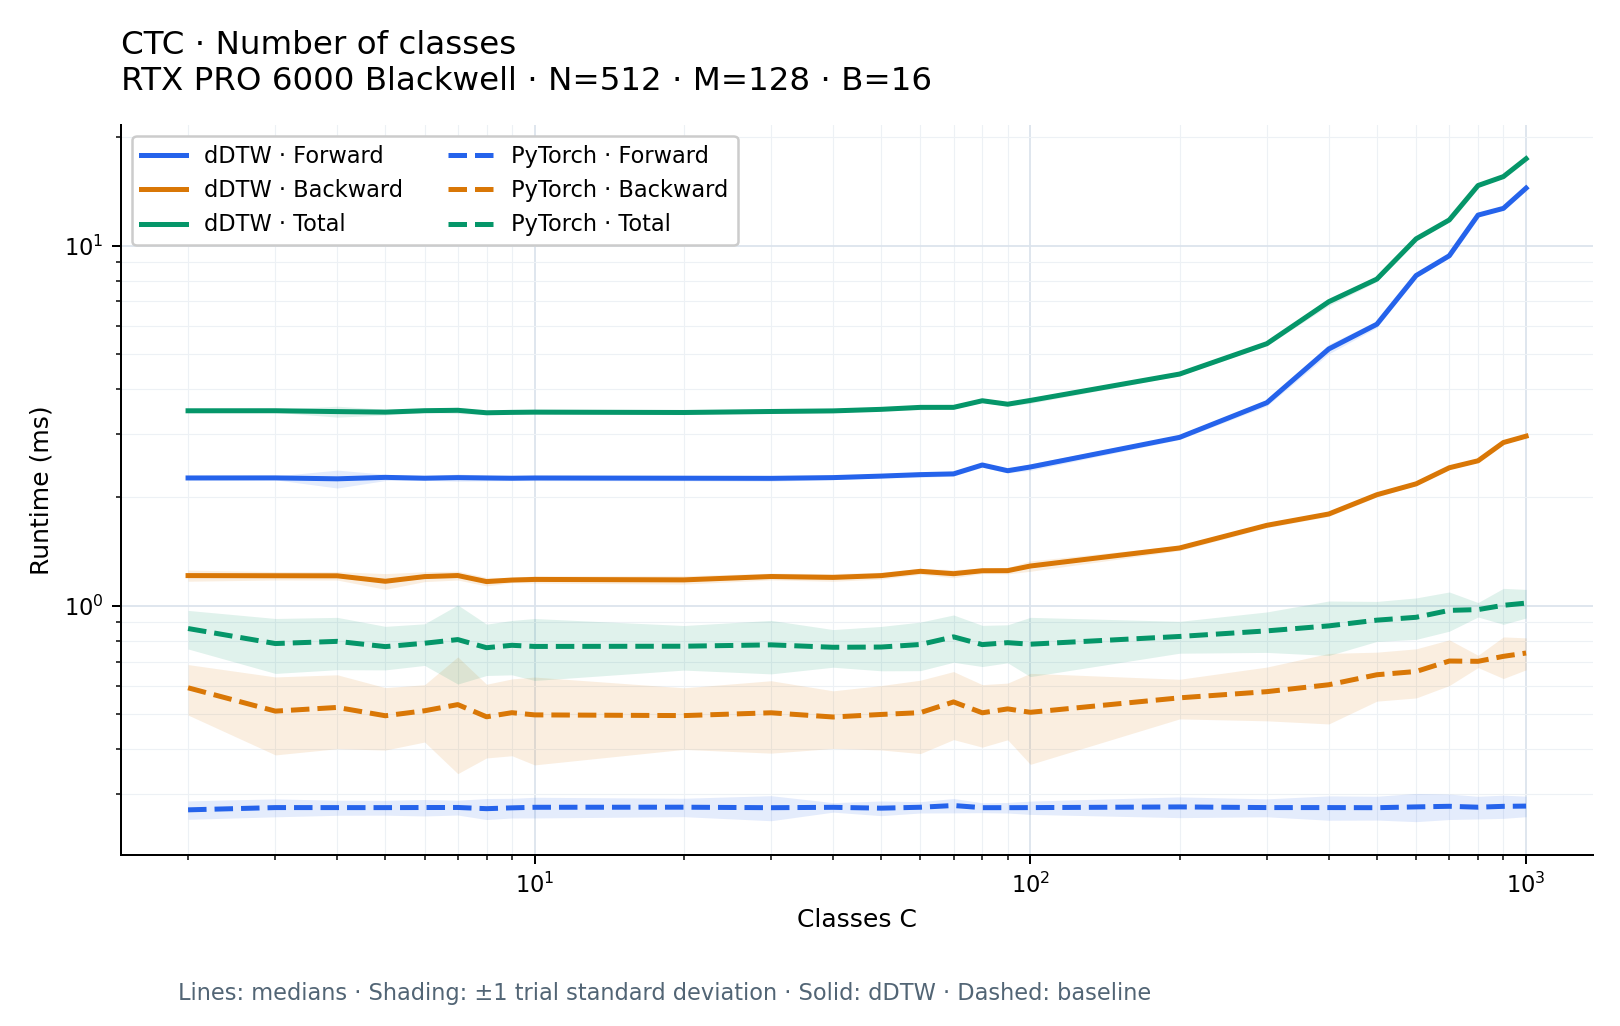 CTC · Number of classes
RTX PRO 6000 Blackwell · N=512 · M=128 · B=16
dDTW · Forward
dDTW · Backward
dDTW · Total
PyTorch · Forward
PyTorch · Backward
PyTorch · Total
Runtime (ms)
10¹
10⁰
10¹
10²
10³
Classes C
Lines: medians · Shading: ±1 trial standard deviation · Solid: dDTW · Dashed: baseline